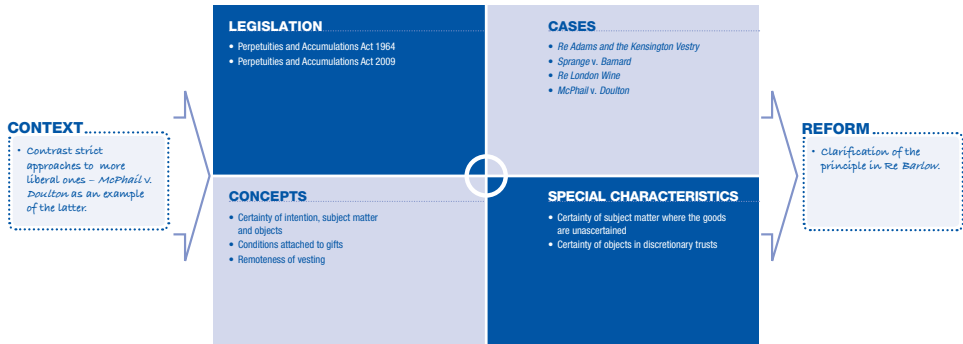 CONTEXT
• Contrast strict
approaches to more
liberal ones – McPhail v.
Doulton as an example
of the latter.
LEGISLATION
• Perpetuities and Accumulations Act 1964
• Perpetuities and Accumulations Act 2009
CASES
• Re Adams and the Kensington Vestry
• Sprange v. Barnard
• Re London Wine
• McPhail v. Doulton
CONCEPTS
• Certainty of intention, subject matter
and objects
• Conditions attached to gifts
• Remoteness of vesting
SPECIAL CHARACTERISTICS
• Certainty of subject matter where the goods
are unascertained
• Certainty of objects in discretionary trusts
REFORM
• Clarification of the
principle in Re Barlow.